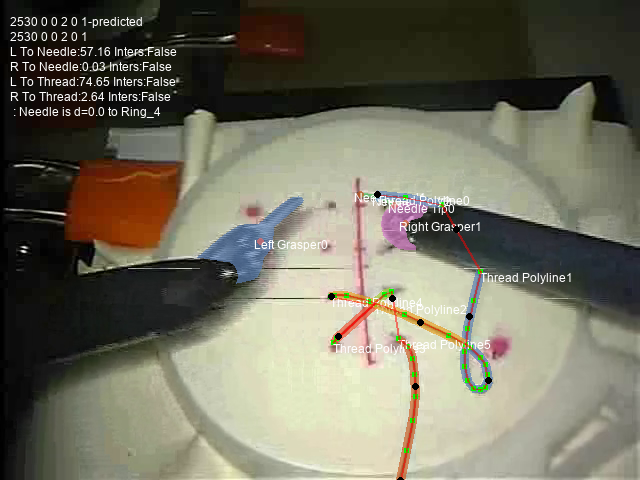 2530 0 0 2 0 1-predicted
2530 0 0 2 0 1
L To Needle:57.16 Inters:False
R To Needle:0.03 Inters:False
L To Thread:74.65 Inters:False
R To Thread:2.64 Inters:False
: Needle is d=0.0 to Ring_4
Thread Polyline0
Needle Tip0
Right Grasper1
Left Grasper0
Thread Polyline1
Thread Polyline4
Polyline2
Thread Polyline5